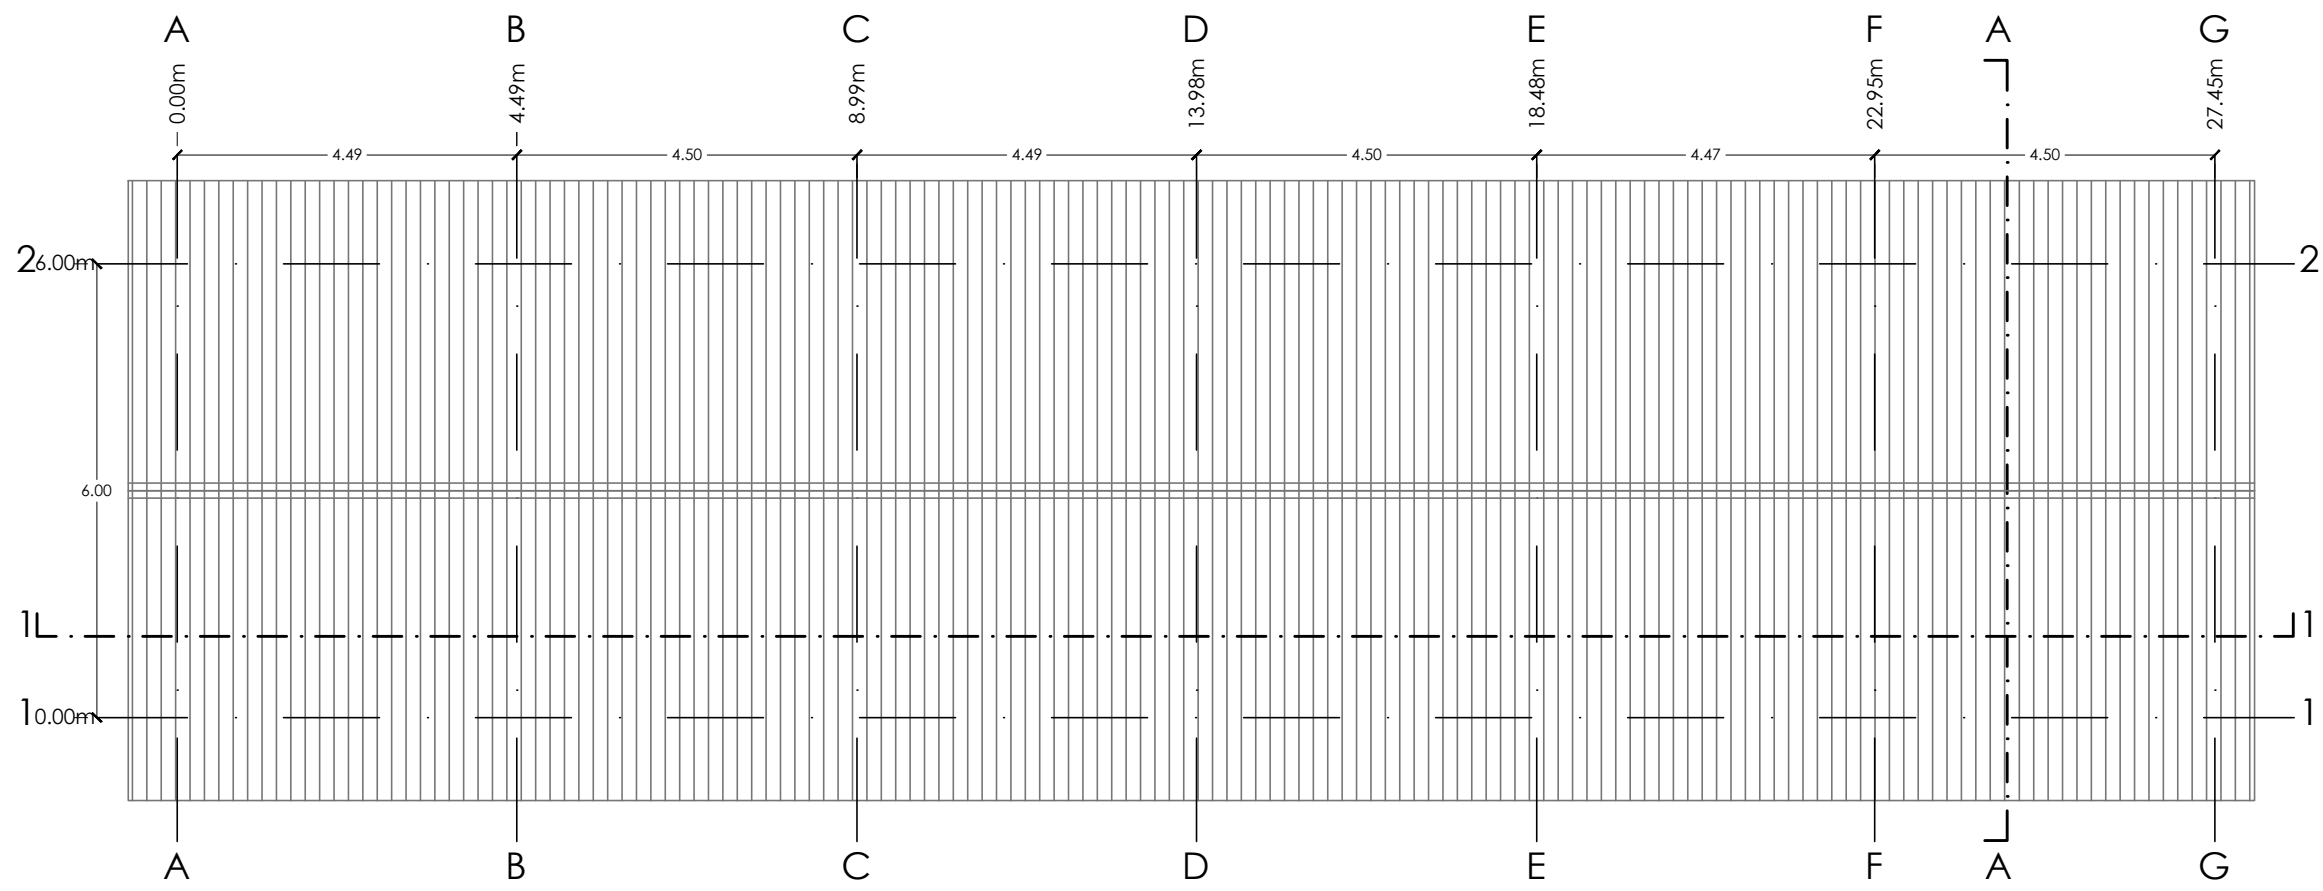 A B C D E F A G
0.00m 4.49m 8.99m 13.98m 18.48m 22.95m 27.45m
4.49 4.50 4.49 4.50 4.47 4.50
2 6.00m 2
6.00
1 1
1 0.00m 1
A B C D E F A G